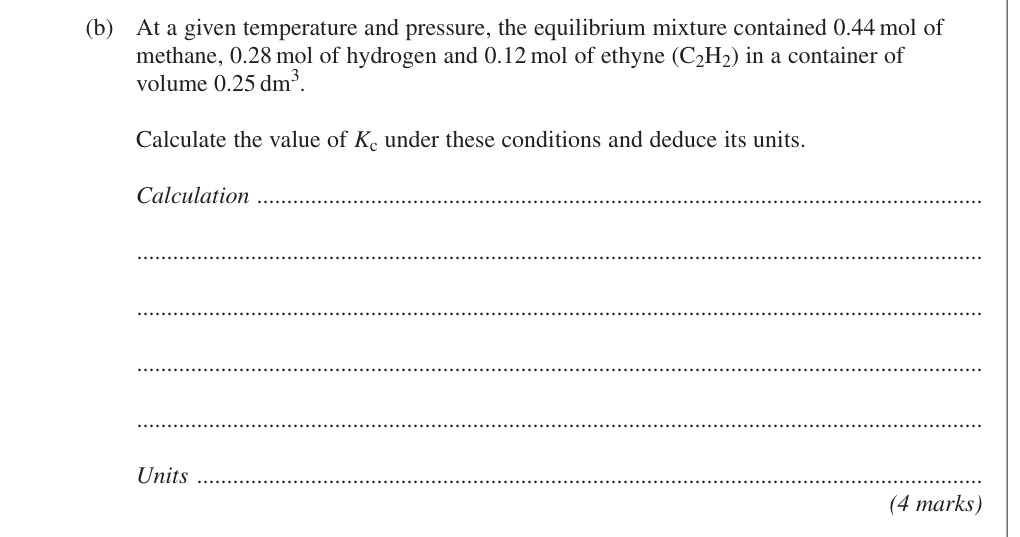 (b) At a given temperature and pressure, the equilibrium mixture contained 0.44 mol of
methane, 0.28 mol of hydrogen and 0.12 mol of ethyne (C₂H₂) in a container of
volume 0.25 dm³.
Calculate the value of Kc under these conditions and deduce its units.
Calculation ..........................................................................................................................
..............................................................................................................................................
..............................................................................................................................................
..............................................................................................................................................
..............................................................................................................................................
Units ....................................................................................................................................
(4 marks)